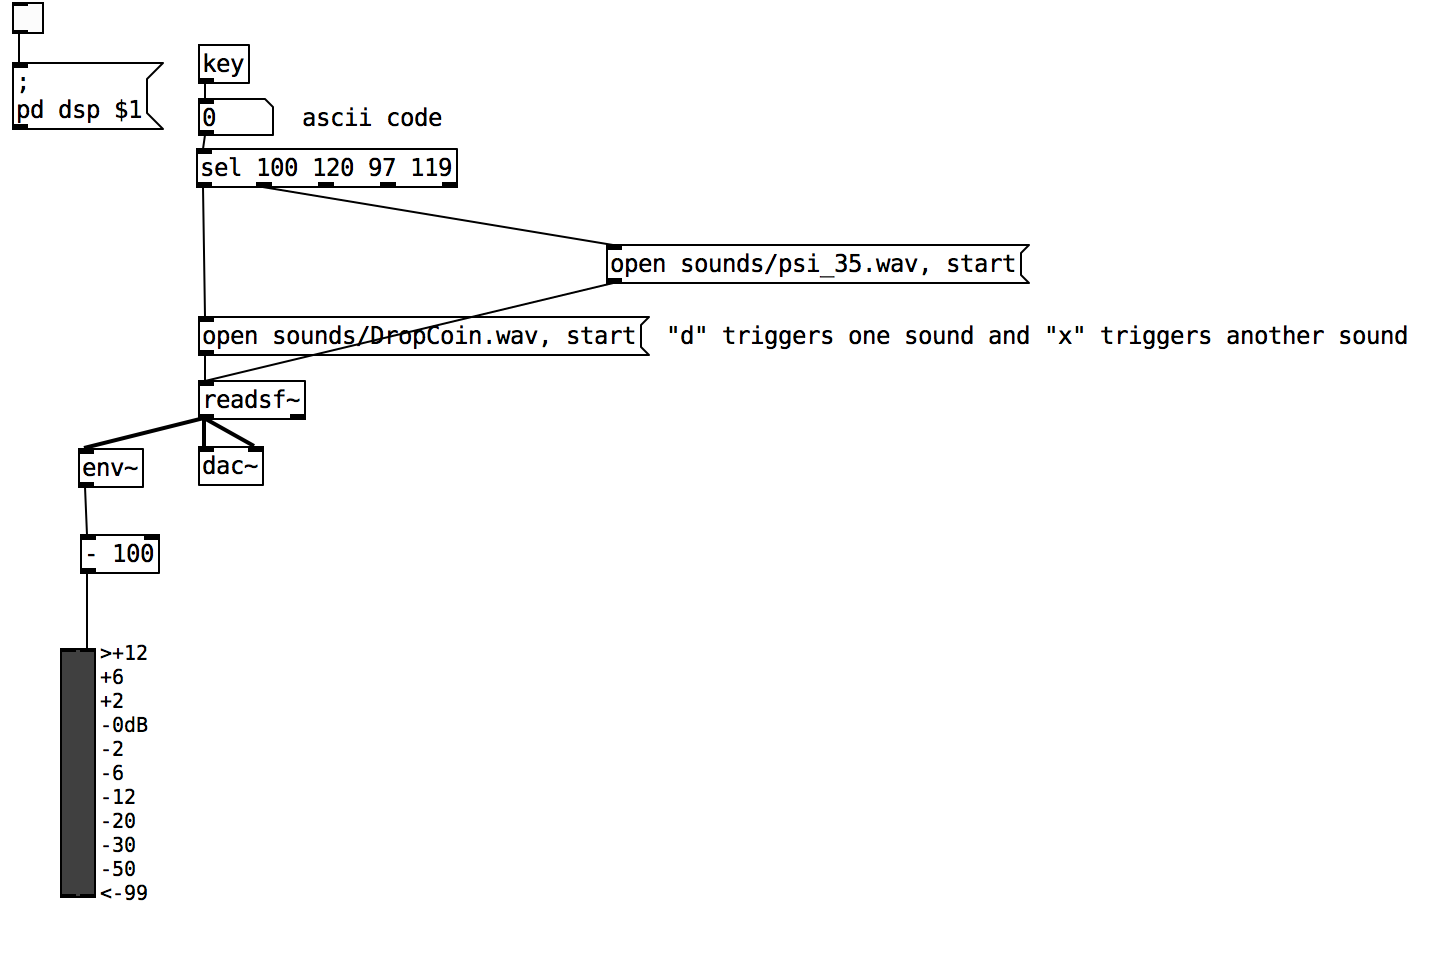 ;
pd dsp $1
key
0
ascii code
sel 100 120 97 119
open sounds/psi_35.wav, start
open sounds/DropCoin.wav, start
"d" triggers one sound and "x" triggers another sound
readsf~
env~
dac~
- 100
>+12
+6
+2
-0dB
-2
-6
-12
-20
-30
-50
<-99